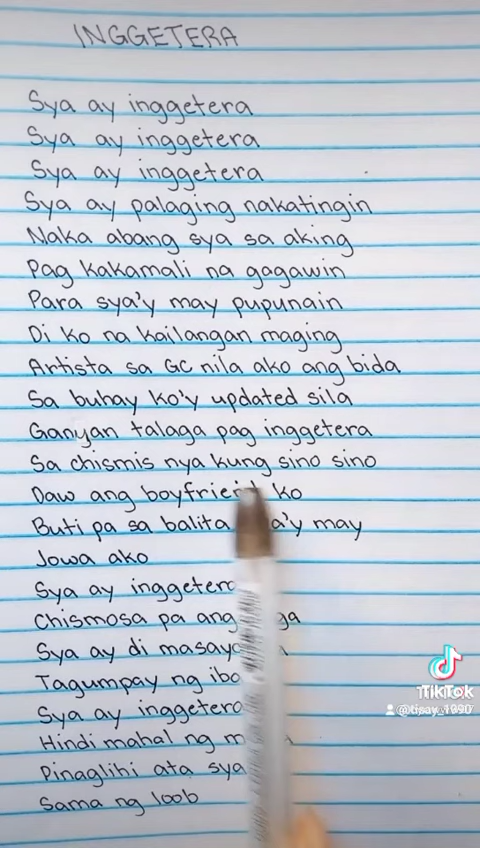 INGGETERA
Sya ay inggetera
Sya ay inggetera
Sya ay inggetera
Sya ay palaging nakatingin
Naka abang sya sa aking
Pag kakamali na gagawin
Para sya'y may pupunain
Di ko na kailangan maging
Artista sa GC nila ako ang bida
Sa buhay ko'y updated sila
Ganyan talaga pag inggetera
Sa chismis nya kung sino sino
Daw ang boyfriend ko
Buti pa sa balita may
Jowa ako
Sya ay inggetera
Chismosa pa ang
Sya ay di masaya
Tagumpay ng iba
Sya ay inggetera
Hindi mahal ng
Pinaglihi ata sya
Sama ng loob
TikTok
@tisay_1990